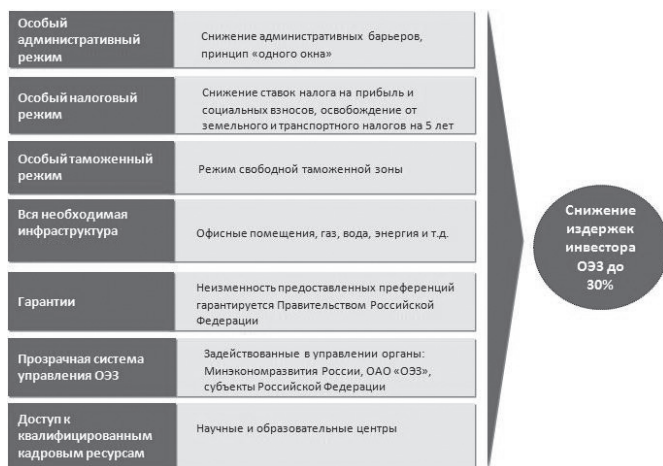 Особый
административный
режим
Снижение административных барьеров,
принцип «одного окна»
Особый налоговый
режим
Снижение ставок налога на прибыль и
социальных взносов, освобождение от
земельного и транспортного налогов на 5 лет
Особый таможенный
режим
Режим свободной таможенной зоны
Вся необходимая
инфраструктура
Офисные помещения, газ, вода, энергия и т.д.
Гарантии
Неизменность предоставленных преференций
гарантируется Правительством Российской
Федерации
Прозрачная система
управления ОЭЗ
Задействованные в управлении органы:
Минэкономразвития России, ОАО «ОЭЗ»,
субъекты Российской Федерации
Доступ к
квалифицированным
кадровым ресурсам
Научные и образовательные центры
Снижение
издержек
инвестора
ОЭЗ до
30%